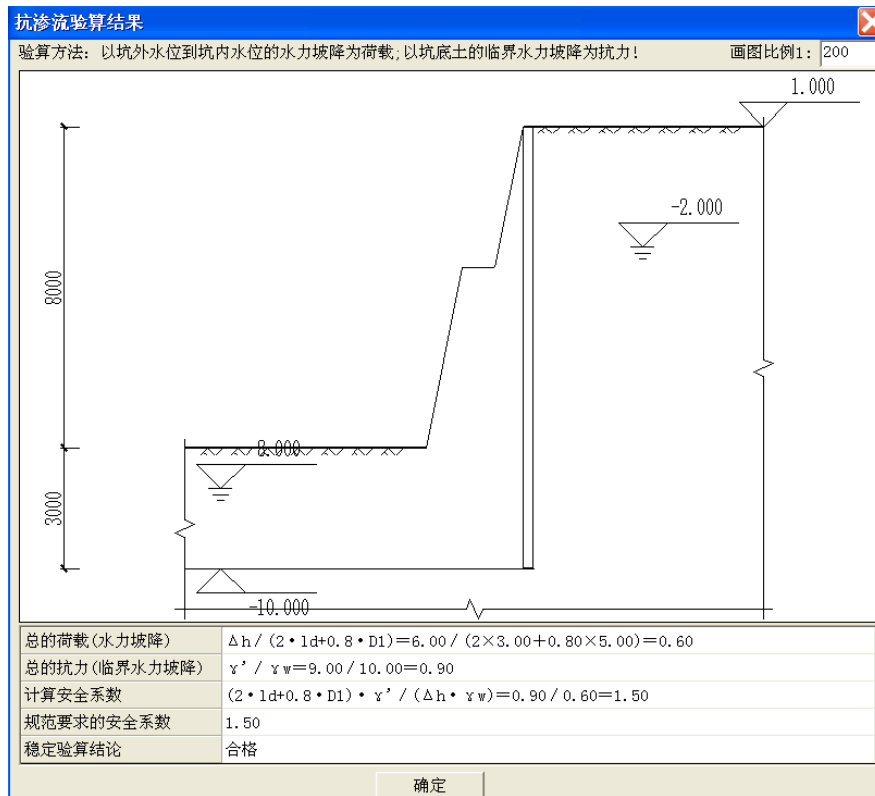 抗渗流验算结果
验算方法: 以坑外水位到坑内水位的水力坡降为荷载;以坑底土的临界水力坡降为抗力! 画图比例1: 200
1.000
-2.000
8000
3000
-10.000
总的荷载(水力坡降) Δh/(2•ld+0.8•D1)=6.00/(2×3.00+0.80×5.00)=0.60
总的抗力(临界水力坡降) γ'/γw=9.00/10.00=0.90
计算安全系数 (2•ld+0.8•D1)•γ'/(Δh•γw)=0.90/0.60=1.50
规范要求的安全系数 1.50
稳定验算结论 合格
确定